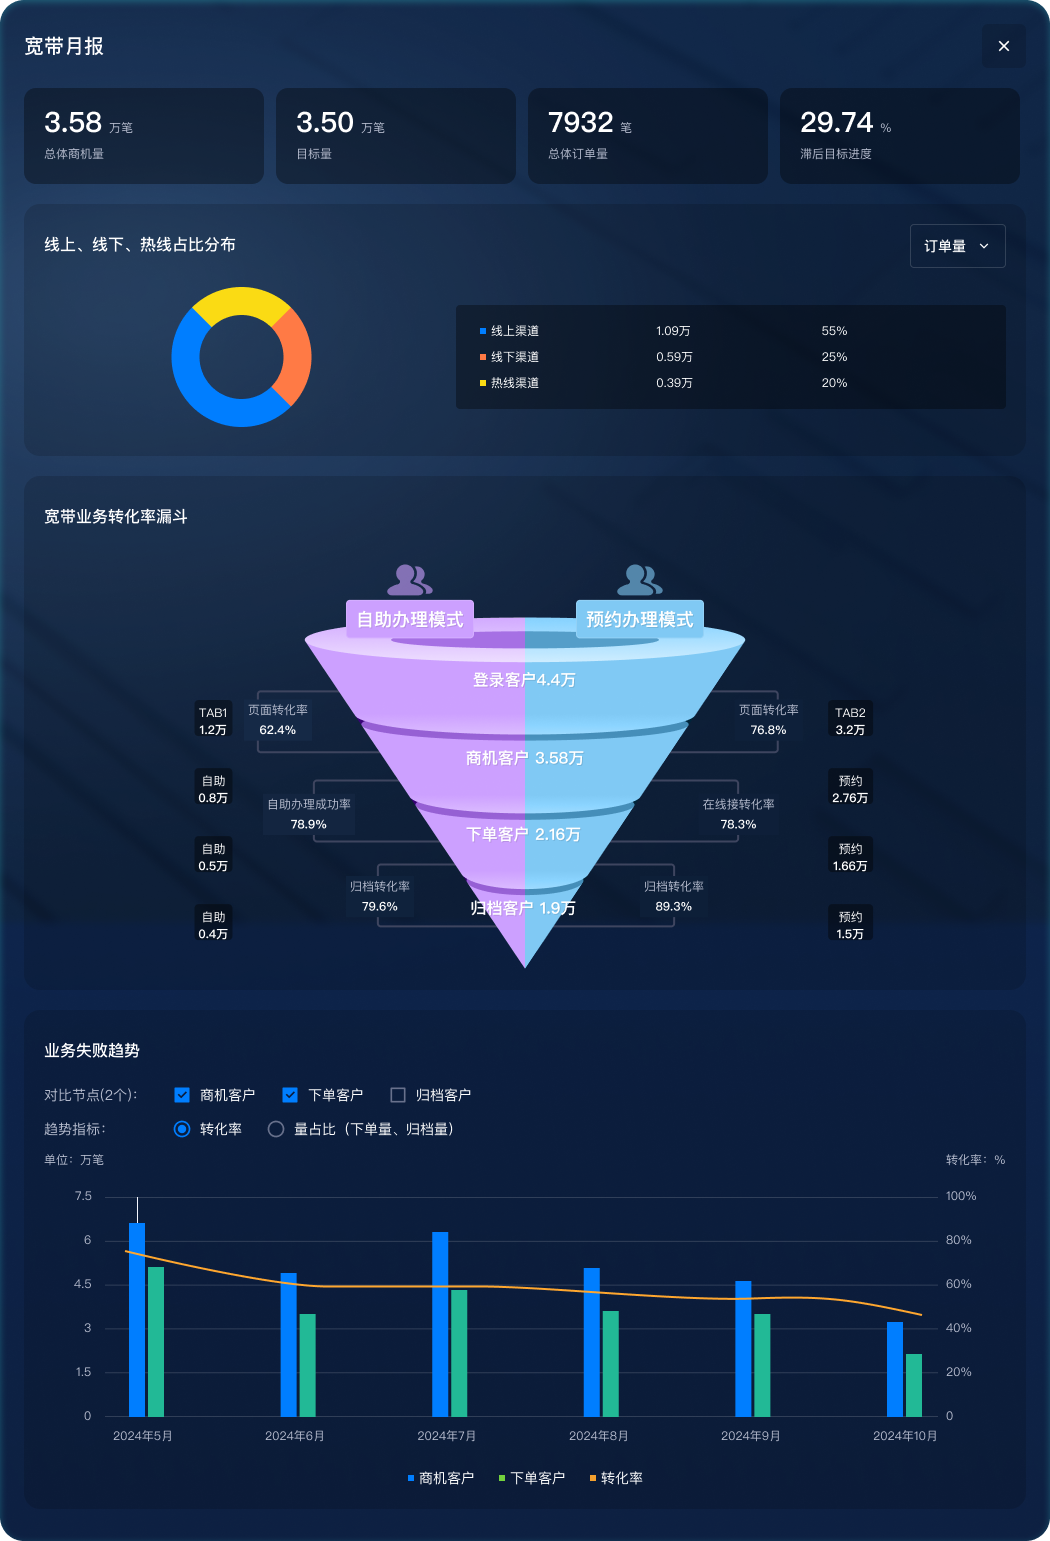 宽带月报
3.58 万笔
总体商机量
3.50 万笔
目标量
7932 笔
总体订单量
29.74 %
滞后目标进度
线上、线下、热线占比分布
订单量
线上渠道 1.09万 55%
线下渠道 0.59万 25%
热线渠道 0.39万 20%
宽带业务转化率漏斗
自助办理模式
预约办理模式
登录客户4.4万
商机客户 3.58万
下单客户 2.16万
归档客户 1.9万
TAB1
1.2万
页面转化率
62.4%
页面转化率
76.8%
TAB2
3.2万
自助
0.8万
自助办理成功率
78.9%
在线接转化率
78.3%
预约
2.76万
自助
0.5万
归档转化率
79.6%
归档转化率
89.3%
预约
1.66万
自助
0.4万
预约
1.5万
业务失败趋势
对比节点(2个): 商机客户 下单客户 归档客户
趋势指标: 转化率 量占比（下单量、归档量）
单位: 万笔
转化率: %
7.5
6
4.5
3
1.5
0
100%
80%
60%
40%
20%
0
2024年5月 2024年6月 2024年7月 2024年8月 2024年9月 2024年10月
商机客户 下单客户 转化率